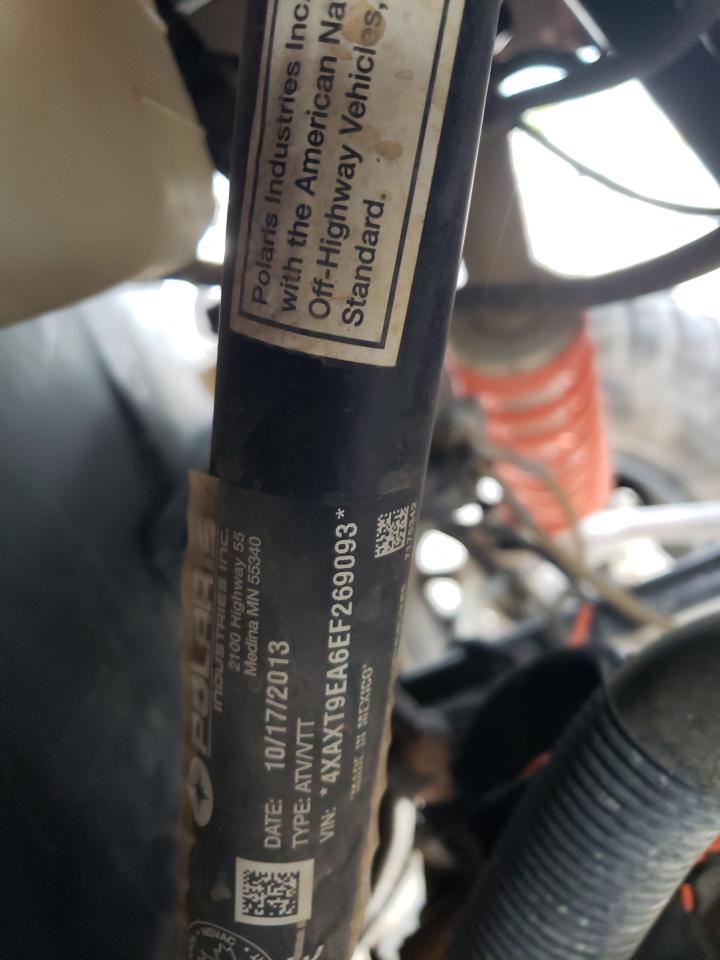 Polaris Industries Inc.
with the American Na
Off-Highway Vehicles,
Standard.
POLARIS
INDUSTRIES INC.
2100 Highway 55
Medina MN 55340
DATE: 10/17/2013
TYPE: ATV/VTT
VIN: *4XAXT9EA6EF269093*
"MADE IN MEXICO"
7176342